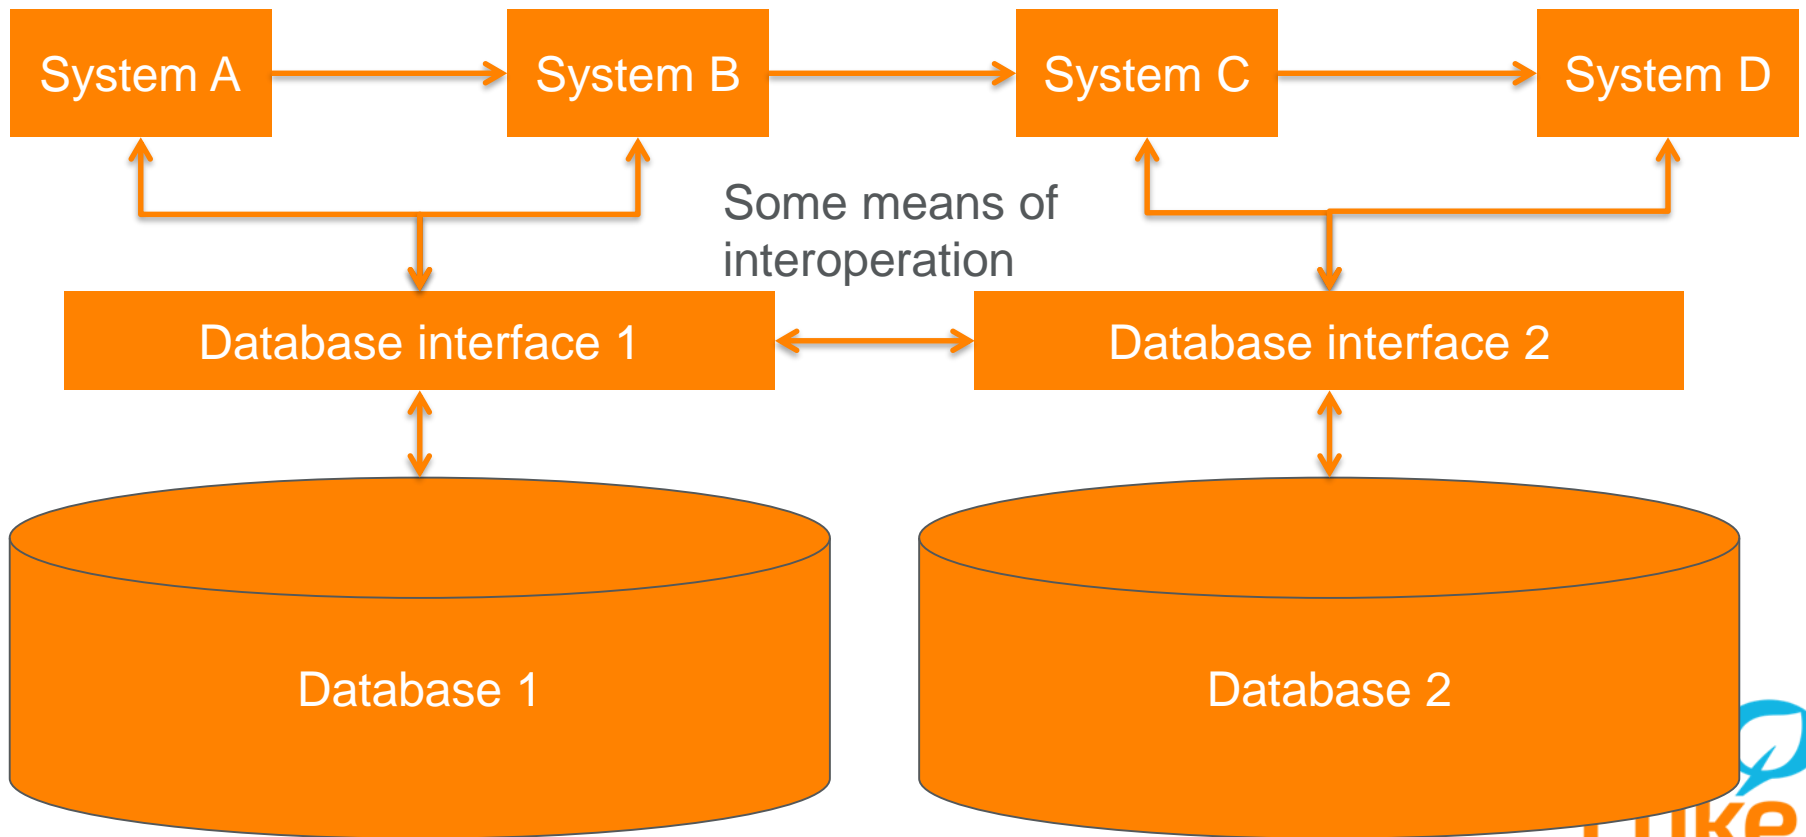 System A
System B
System C
System D
Some means of
interoperation
Database interface 1
Database interface 2
Database 1
Database 2